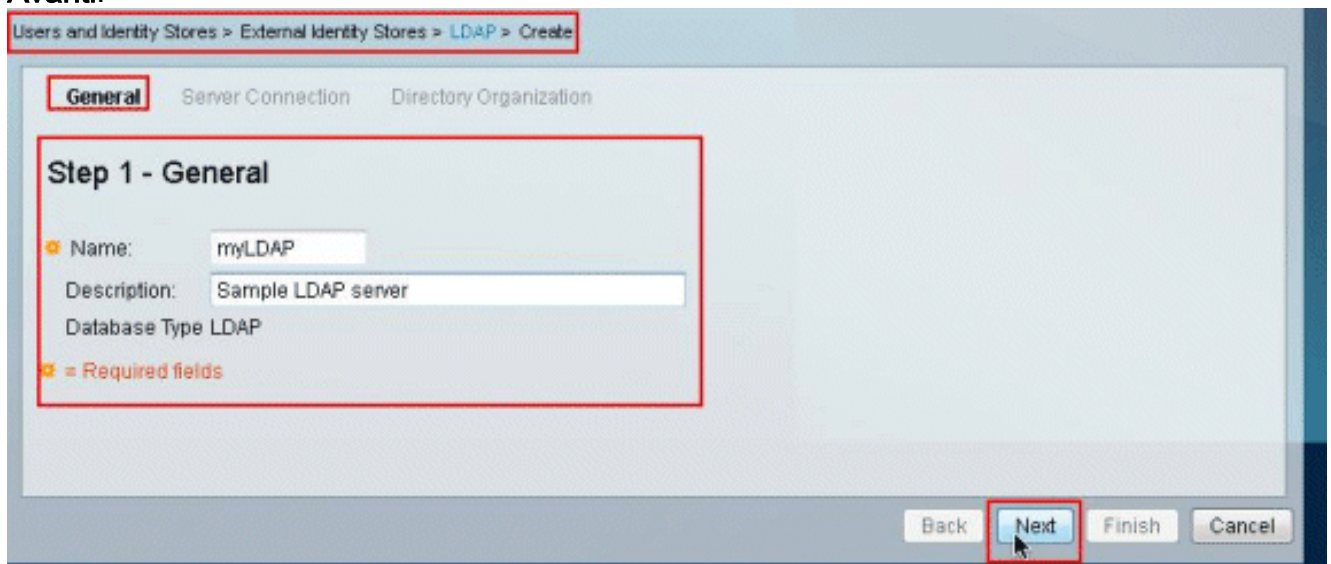 Avanti.
Users and Identity Stores > External Identity Stores > LDAP > Create
General Server Connection Directory Organization
Step 1 - General
Name: myLDAP
Description: Sample LDAP server
Database Type LDAP
= Required fields
Back Next Finish Cancel